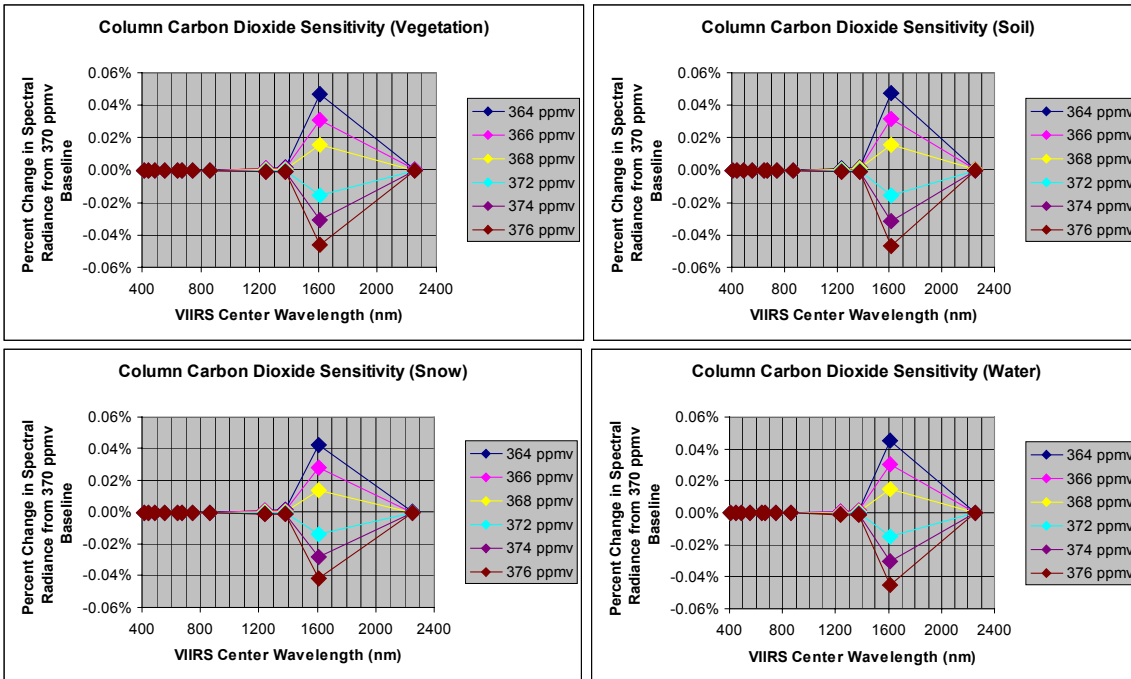 Column Carbon Dioxide Sensitivity (Vegetation)
Percent Change in Spectral
Radiance from 370 ppmv
Baseline
0.06%
0.04%
0.02%
0.00%
-0.02%
-0.04%
-0.06%
400 800 1200 1600 2000 2400
VIIRS Center Wavelength (nm)
364 ppmv
366 ppmv
368 ppmv
372 ppmv
374 ppmv
376 ppmv
Column Carbon Dioxide Sensitivity (Soil)
Percent Change in Spectral
Radiance from 370 ppmv
Baseline
0.06%
0.04%
0.02%
0.00%
-0.02%
-0.04%
-0.06%
400 800 1200 1600 2000 2400
VIIRS Center Wavelength (nm)
364 ppmv
366 ppmv
368 ppmv
372 ppmv
374 ppmv
376 ppmv
Column Carbon Dioxide Sensitivity (Snow)
Percent Change in Spectral
Radiance from 370 ppmv
Baseline
0.06%
0.04%
0.02%
0.00%
-0.02%
-0.04%
-0.06%
400 800 1200 1600 2000 2400
VIIRS Center Wavelength (nm)
364 ppmv
366 ppmv
368 ppmv
372 ppmv
374 ppmv
376 ppmv
Column Carbon Dioxide Sensitivity (Water)
Percent Change in Spectral
Radiance from 370 ppmv
Baseline
0.06%
0.04%
0.02%
0.00%
-0.02%
-0.04%
-0.06%
400 800 1200 1600 2000 2400
VIIRS Center Wavelength (nm)
364 ppmv
366 ppmv
368 ppmv
372 ppmv
374 ppmv
376 ppmv